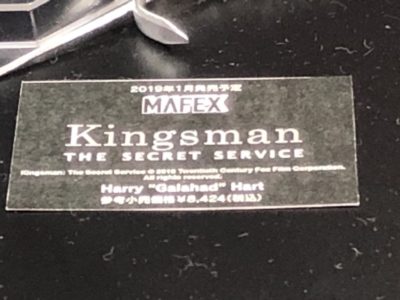 2019年1月発売予定
MAFEX
Kingsman
THE SECRET SERVICE
Kingsman: The Secret Service © 2018 Twentieth Century Fox Film Corporation.
All rights reserved.
Harry "Galahad" Hart
参考小売価格¥8,424(税込)